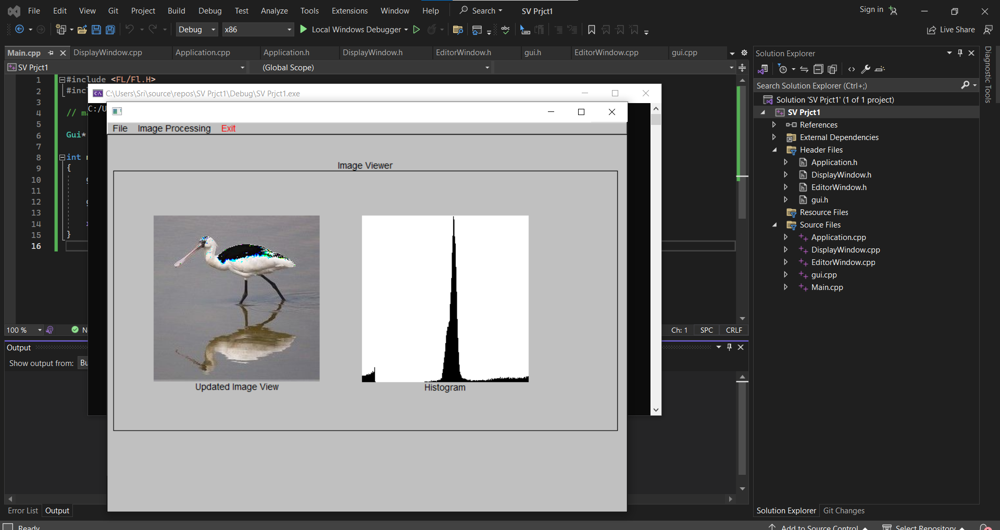 File Edit View Git Project Build Debug Test Analyze Tools Extensions Window Help Search SV Prjct1 Sign in
Debug x86 Local Windows Debugger abc Live Share
Main.cpp DisplayWindow.cpp Application.cpp Application.h DisplayWindow.h EditorWindow.h gui.h EditorWindow.cpp gui.cpp
SV Prjct1 (Global Scope)
1 #include <FL/Fl.H>
2
3
4 //
5
6 Gui*
7
8 int
9 {
10
11
12
13
14
15 }
16
C:\Users\Sri\source\repos\SV Prjct1\Debug\SV Prjct1.exe
File Image Processing Exit
Image Viewer
Updated Image View
Histogram
100 %
Ch: 1 SPC CRLF
Output
Show output from:
Error List Output
Ready
Solution Explorer
Search Solution Explorer (Ctrl+;)
Solution 'SV Prjct1' (1 of 1 project)
SV Prjct1
References
External Dependencies
Header Files
Application.h
DisplayWindow.h
EditorWindow.h
gui.h
Resource Files
Source Files
Application.cpp
DisplayWindow.cpp
EditorWindow.cpp
gui.cpp
Main.cpp
Solution Explorer Git Changes
Add to Source Control Select Repository
Diagnostic Tools